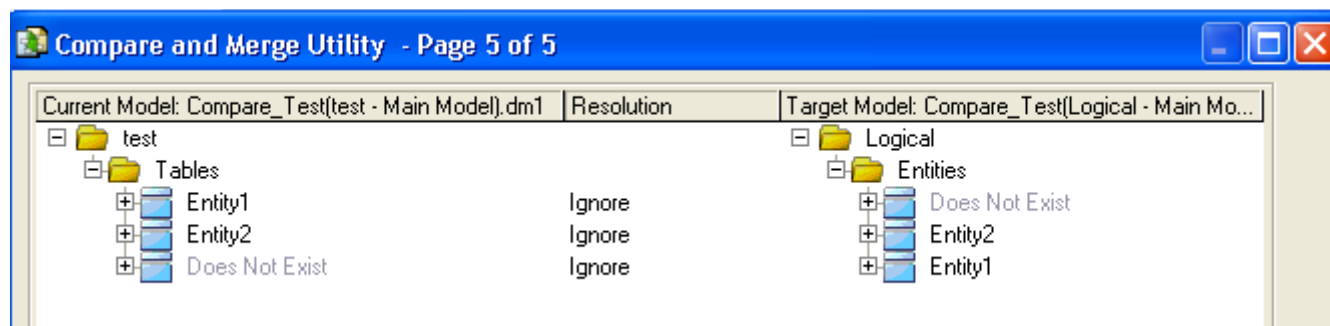 Compare and Merge Utility - Page 5 of 5
Current Model: Compare_Test(test - Main Model).dm1 Resolution Target Model: Compare_Test(Logical - Main Mo...
test Logical
Tables Entities
Entity1 Ignore Does Not Exist
Entity2 Ignore Entity2
Does Not Exist Ignore Entity1